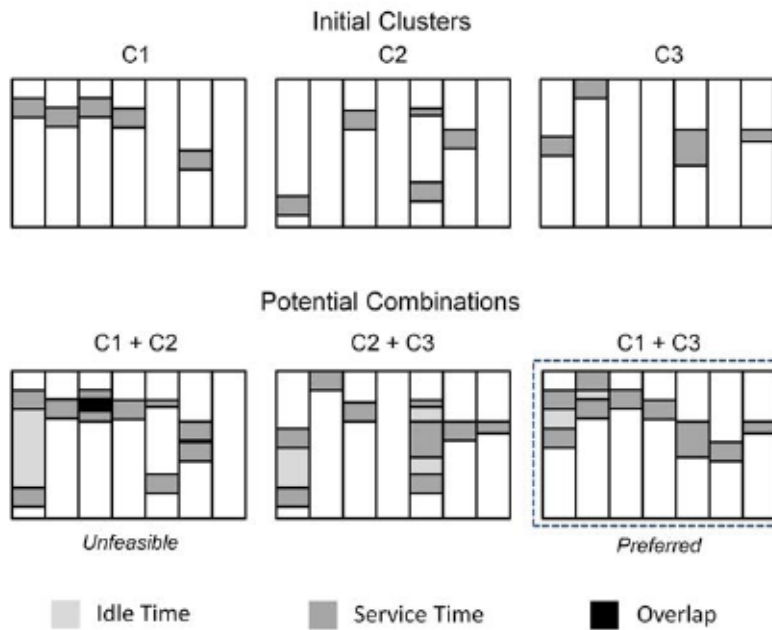 Initial Clusters
C1 C2 C3
Potential Combinations
C1 + C2 C2 + C3 C1 + C3
Unfeasible Preferred
Idle Time Service Time Overlap